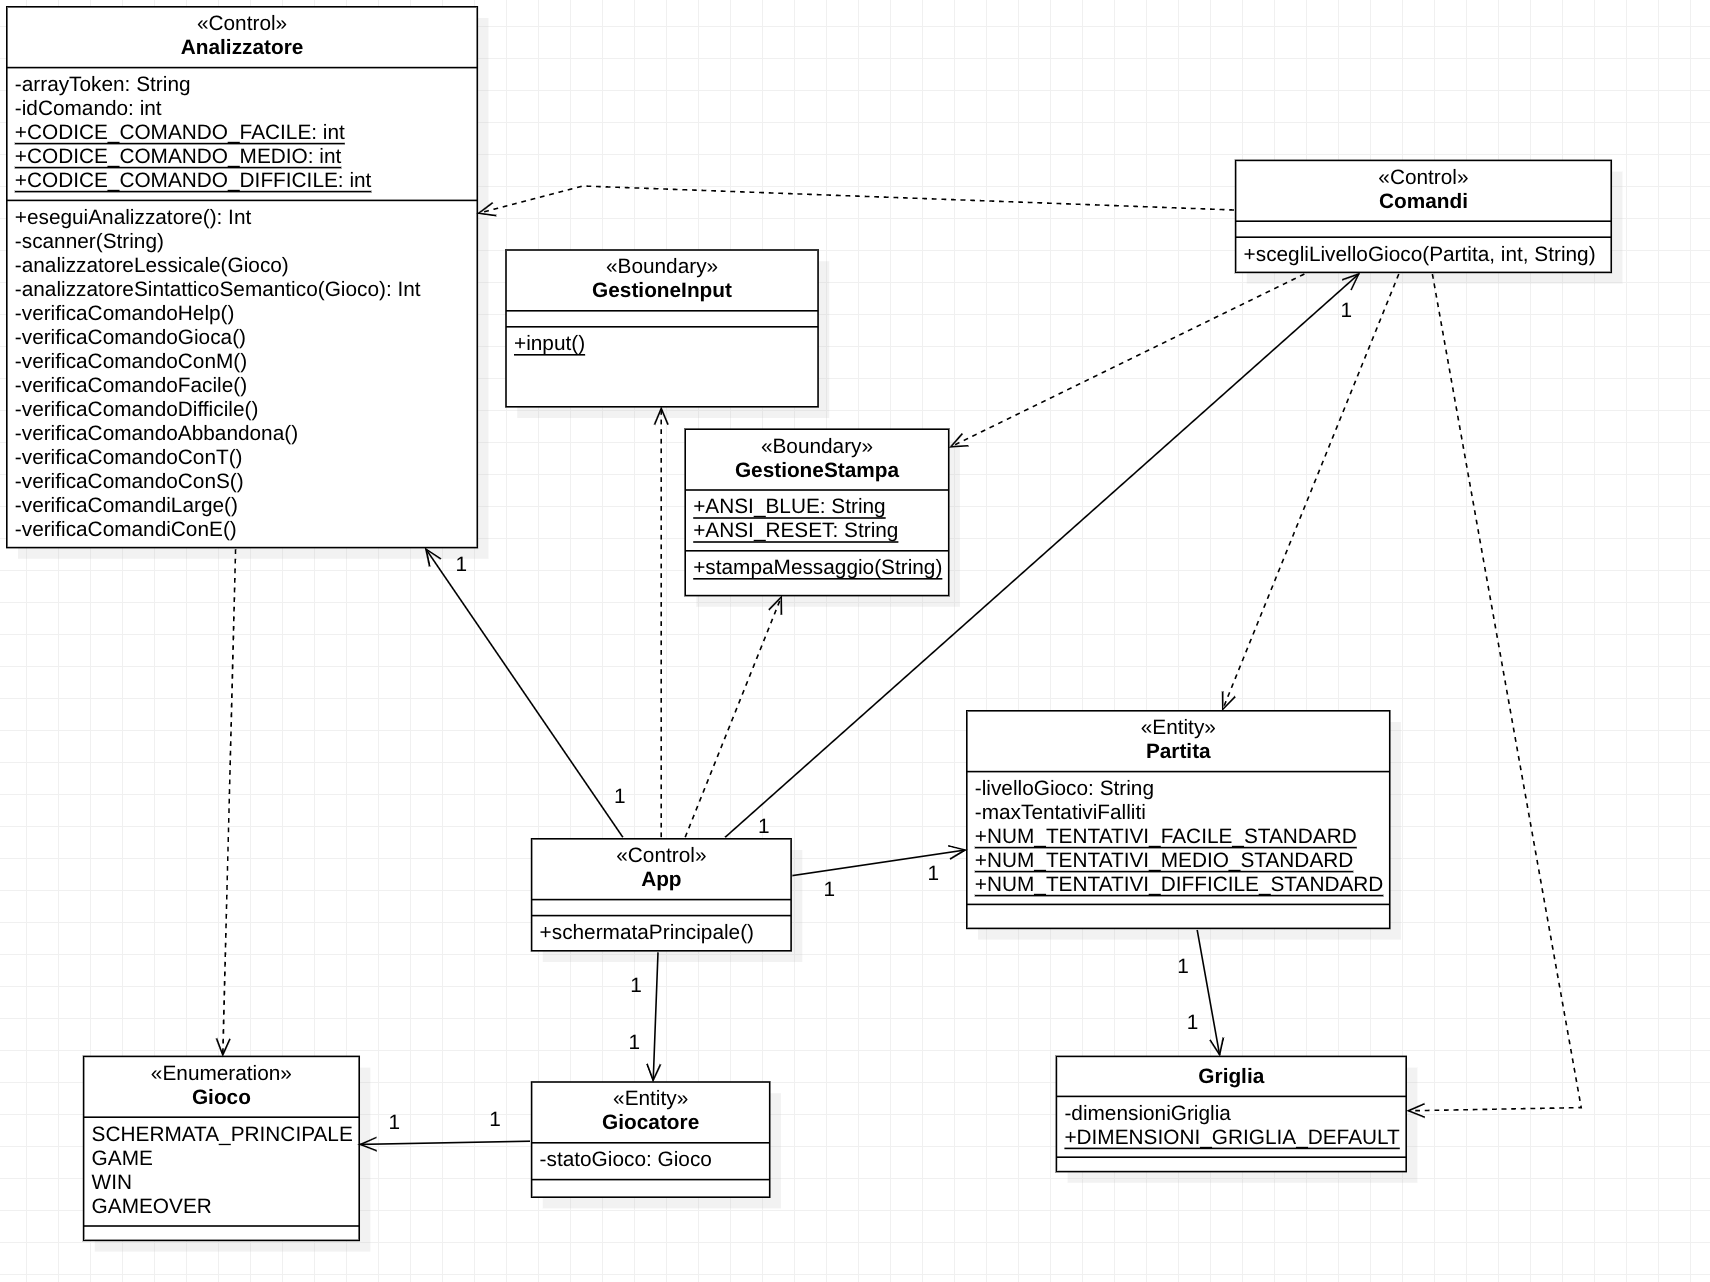 «Control»
Analizzatore
-arrayToken: String
-idComando: int
+CODICE_COMANDO_FACILE: int
+CODICE_COMANDO_MEDIO: int
+CODICE_COMANDO_DIFFICILE: int
+eseguiAnalizzatore(): Int
-scanner(String)
-analizzatoreLessicale(Gioco)
-analizzatoreSintatticoSemantico(Gioco): Int
-verificaComandoHelp()
-verificaComandoGioca()
-verificaComandoConM()
-verificaComandoFacile()
-verificaComandoDifficile()
-verificaComandoAbbandona()
-verificaComandoConT()
-verificaComandoConS()
-verificaComandiLarge()
-verificaComandiConE()
«Control»
Comandi
+scegliLivelloGioco(Partita, int, String)
1
«Boundary»
GestioneInput
+input()
«Boundary»
GestioneStampa
+ANSI_BLUE: String
+ANSI_RESET: String
+stampaMessaggio(String)
1
1
1
«Entity»
Partita
-livelloGioco: String
-maxTentativiFalliti
+NUM_TENTATIVI_FACILE_STANDARD
+NUM_TENTATIVI_MEDIO_STANDARD
+NUM_TENTATIVI_DIFFICILE_STANDARD
«Control»
App
+schermataPrincipale()
1
1
1
1
1
1
«Enumeration»
Gioco
SCHERMATA_PRINCIPALE
GAME
WIN
GAMEOVER
1
1
«Entity»
Giocatore
-statoGioco: Gioco
Griglia
-dimensioniGriglia
+DIMENSIONI_GRIGLIA_DEFAULT